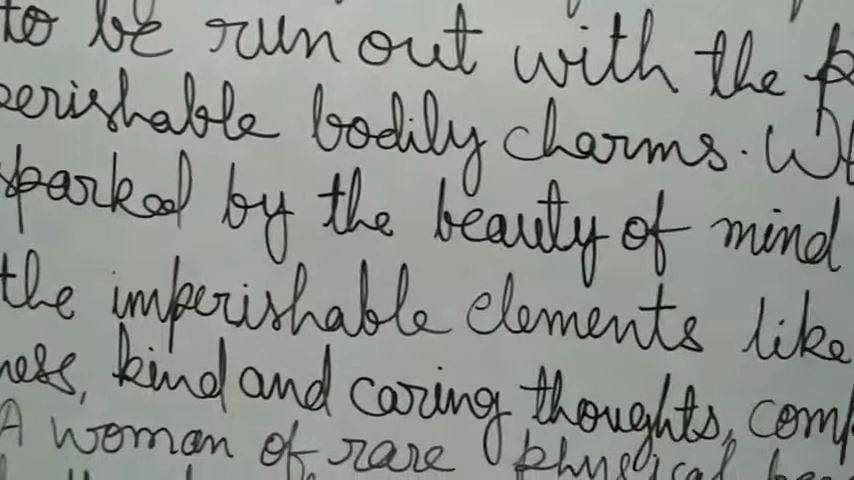 to be run out with the
perishable bodily charms.
sparked by the beauty of mind
the imperishable elements like
ness, kind and caring thoughts,
A woman of rare physical